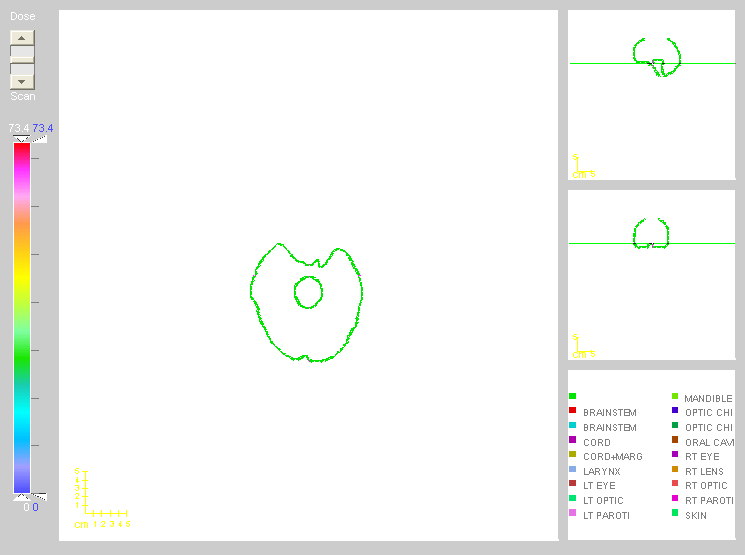 Dose
Scan
73.4 73.4
0 0
5
4
3
2
1
cm 1 2 3 4 5
5
cm 5
5
cm 5
MANDIBLE
BRAINSTEM OPTIC CHI
BRAINSTEM OPTIC CHI
CORD ORAL CAVI
CORD+MARG RT EYE
LARYNX RT LENS
LT EYE RT OPTIC
LT OPTIC RT PAROTI
LT PAROTI SKIN